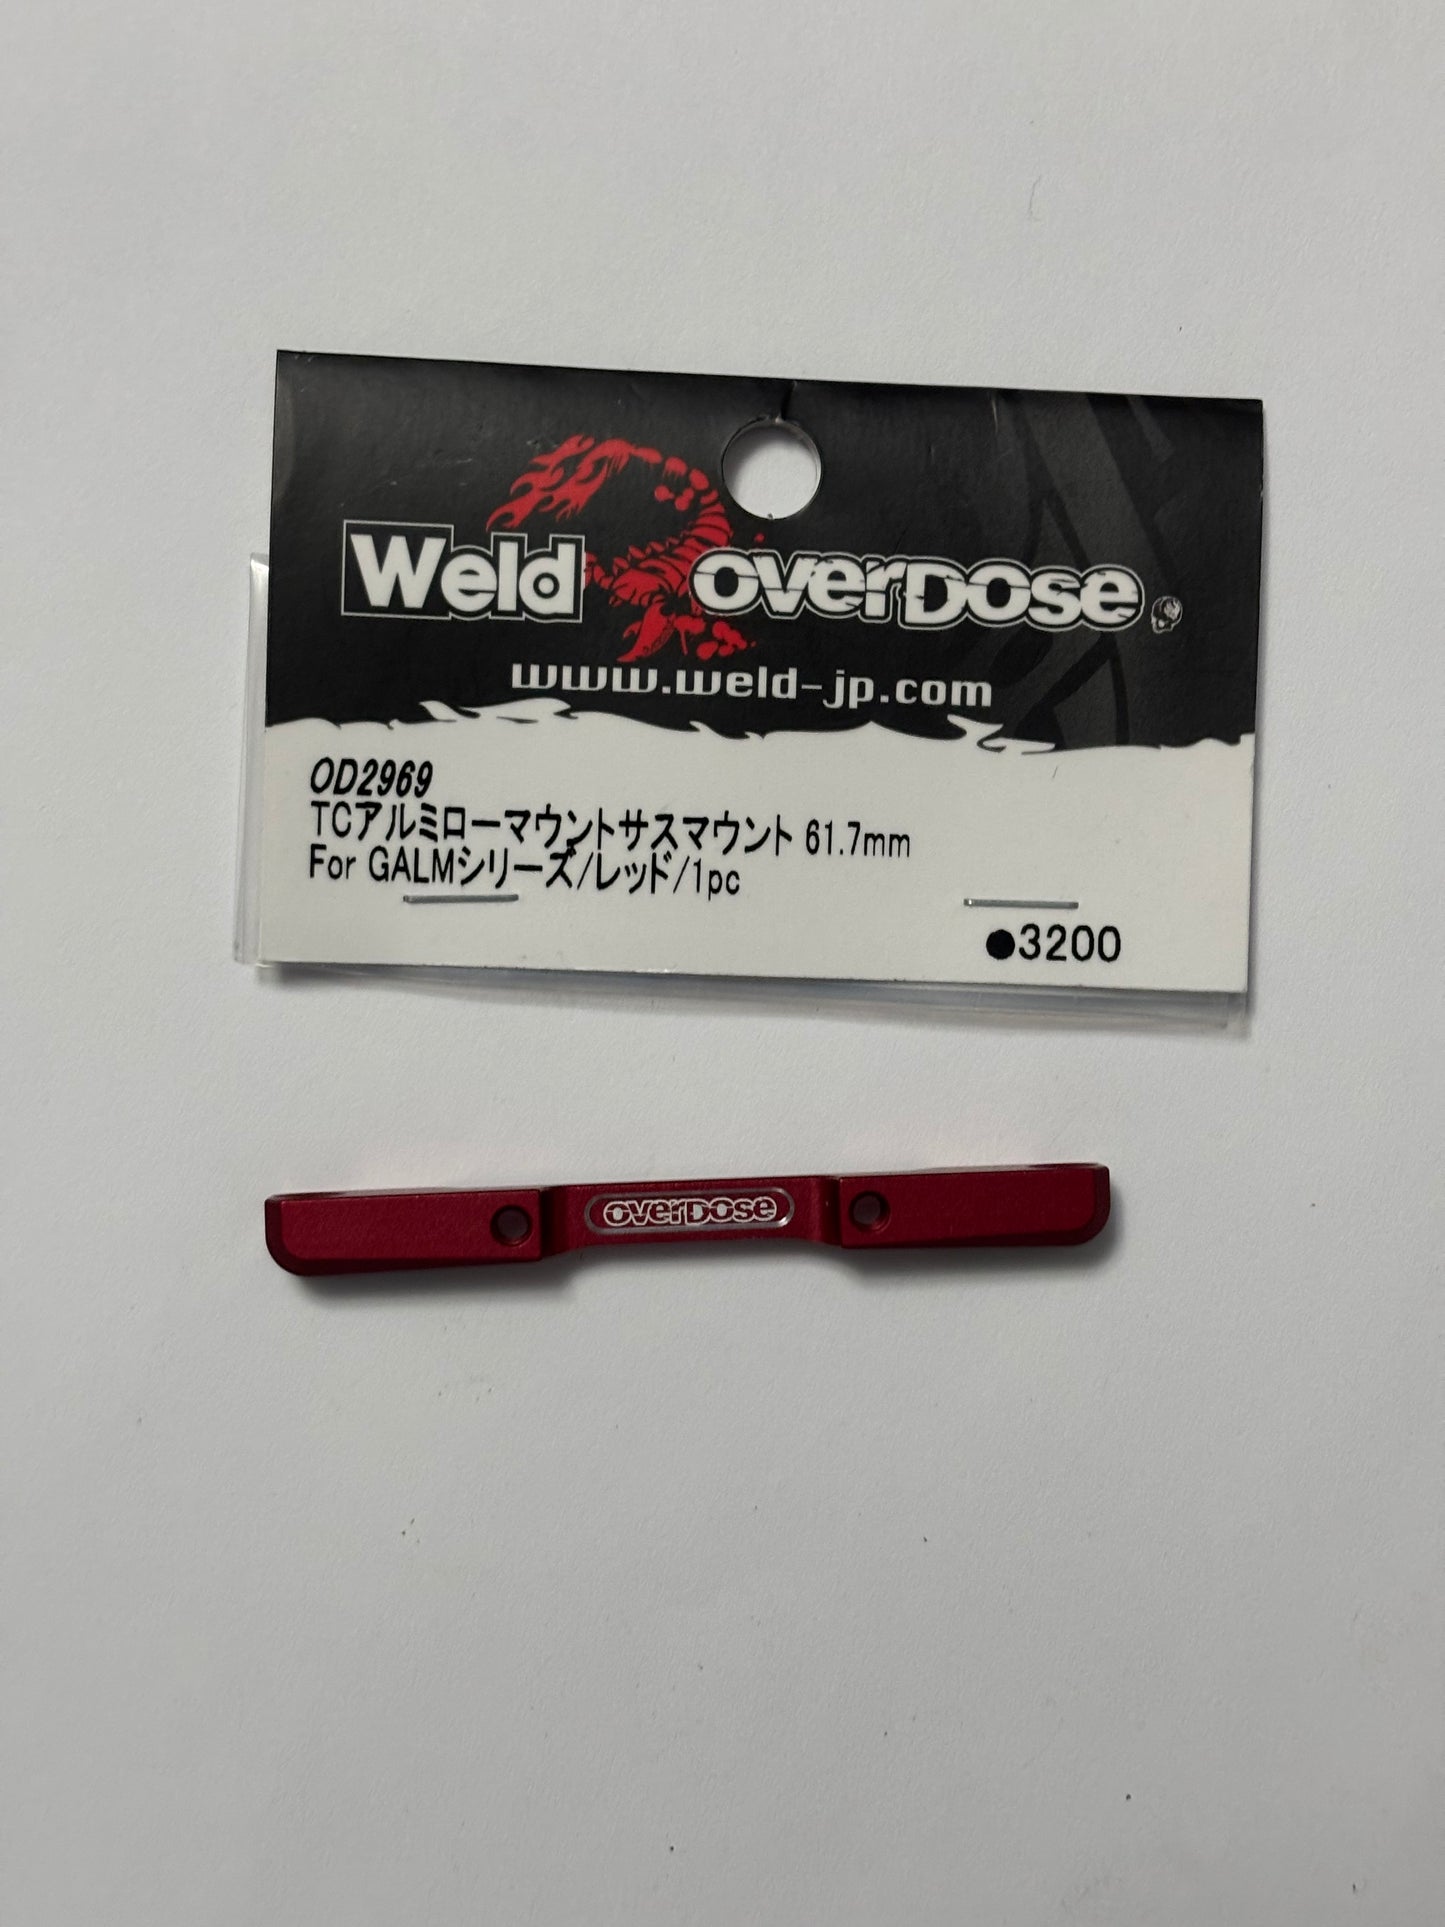 Weld overDose
www.weld-jp.com
OD2969
TCアルミローマウントサスマウント 61.7mm
For GALMシリーズ/レッド/1pc
●3200
overDose